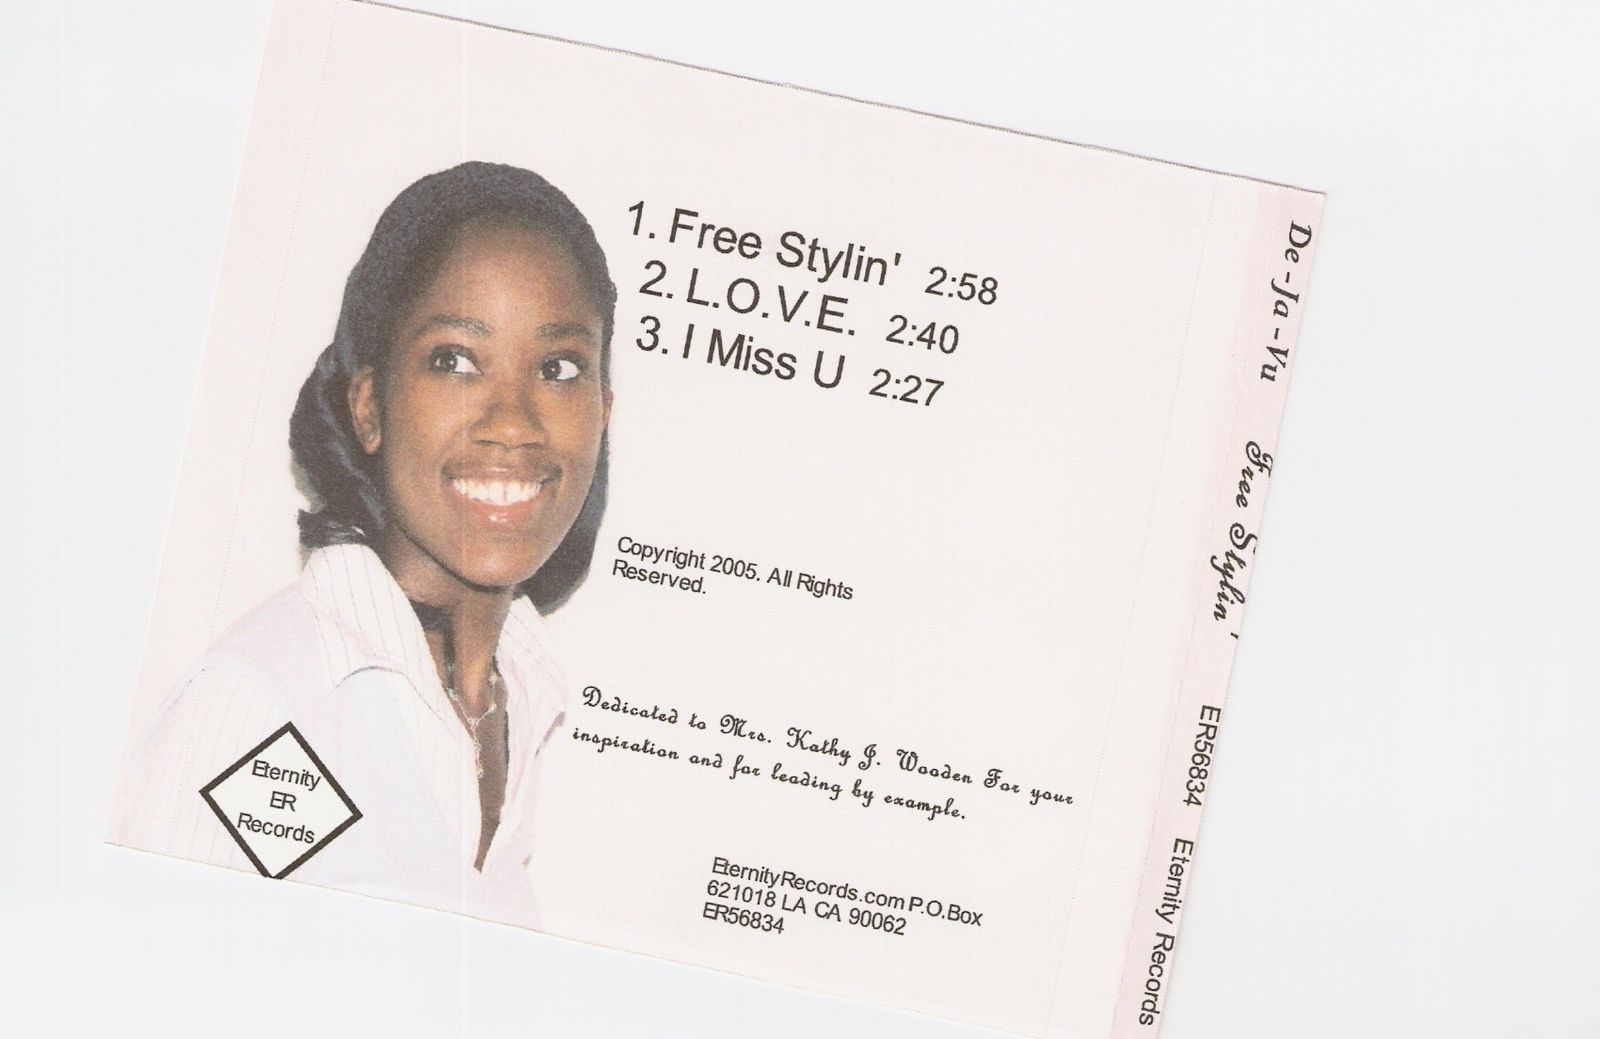 1. Free Stylin' 2:58
2. L.O.V.E. 2:40
3. I Miss U 2:27
Copyright 2005. All Rights
Reserved.
Dedicated to Mrs. Kathy J. Wooden For your
inspiration and for leading by example.
Eternity
ER
Records
EternityRecords.com P.O.Box
621018 LA CA 90062
ER56834
De-Ja-Vu Free Stylin' ER56834 Eternity Records